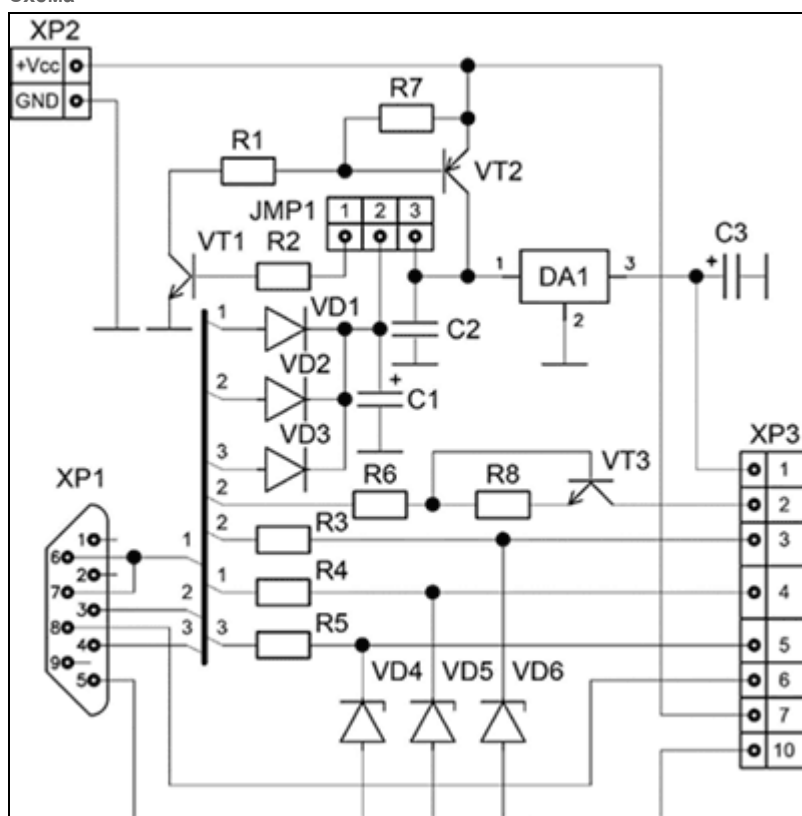 Схема
XP2
+Vcc
GND
R7
R1
VT2
JMP1
1 2 3
VT1
R2
C3
+
1 DA1 3
2
1
VD1
C2
2
VD2
+
C1
3
VD3
XP3
XP1
2
R6
R8
VT3
1
2
2
R3
3
1
R4
4
3
R5
5
VD4
VD5
VD6
6
7
10
1
6
2
7
3
8
4
9
5
1
2
3